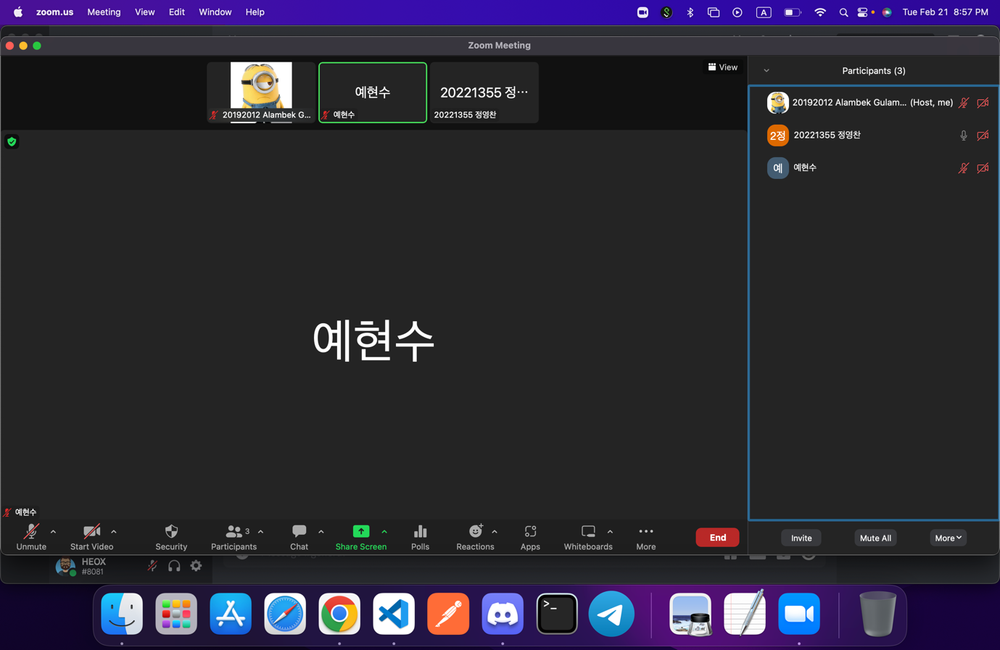 zoom.us Meeting View Edit Window Help
A
Tue Feb 21 8:57 PM
Zoom Meeting
20192012 Alambek G...
예현수
예현수
20221355 정…
20221355 정영찬
View
Participants (3)
20192012 Alambek Gulam... (Host, me)
2정
20221355 정영찬
예
예현수
예현수
예현수
Unmute
Start Video
Security
3
Participants
Chat
Share Screen
Polls
Reactions
Apps
Whiteboards
More
End
Invite
Mute All
More
HEOX
#8081
>_